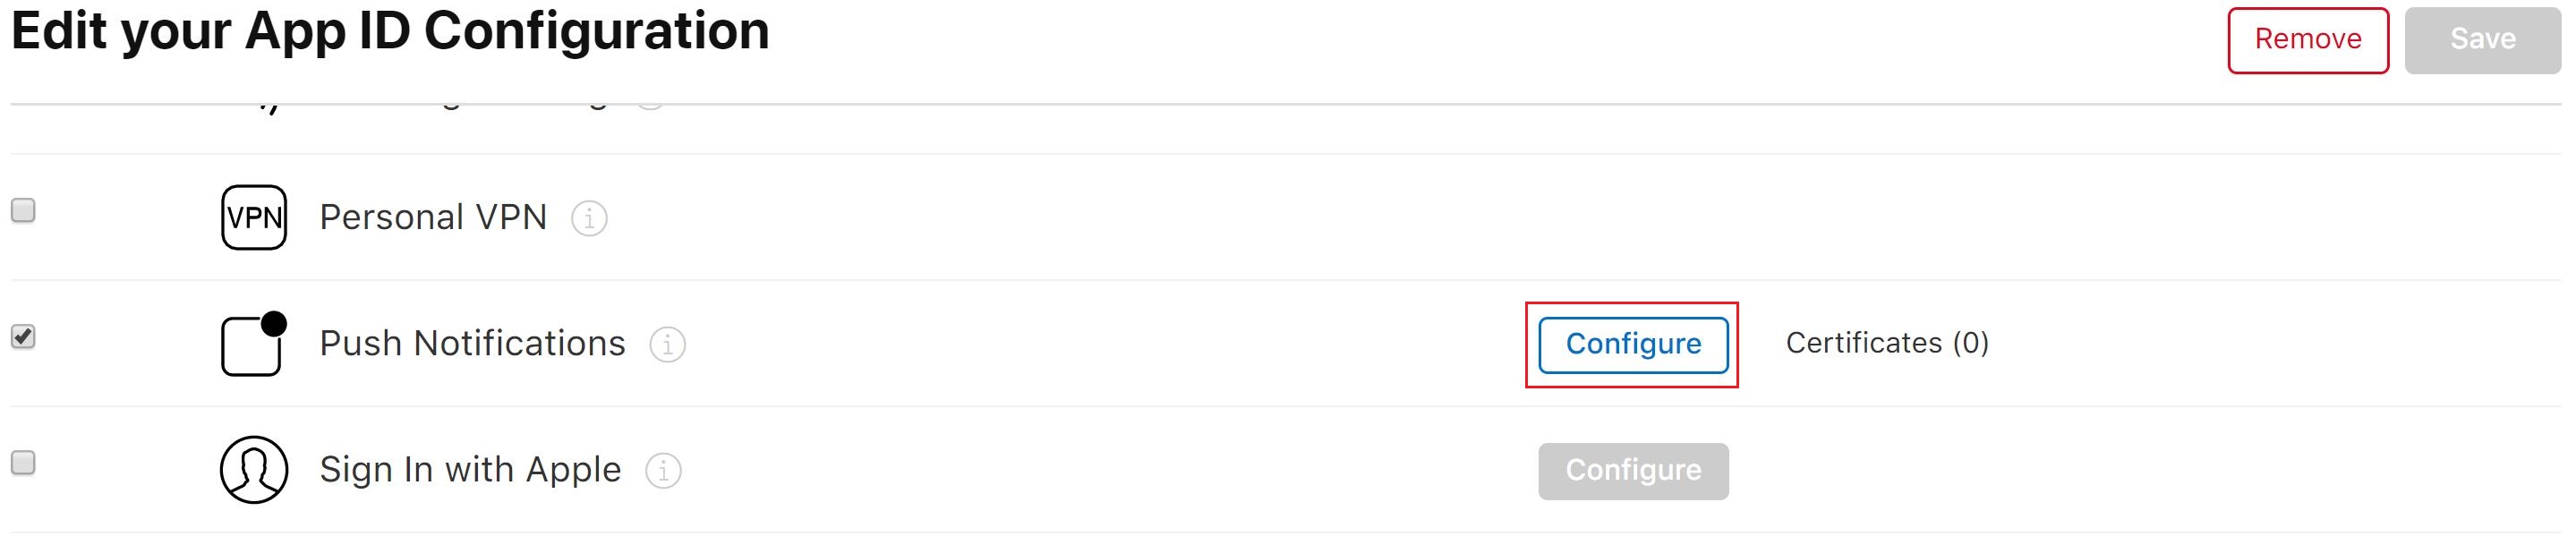 Edit your App ID Configuration
Remove
Save
VPN
Personal VPN
Push Notifications
Configure
Certificates (0)
Sign In with Apple
Configure